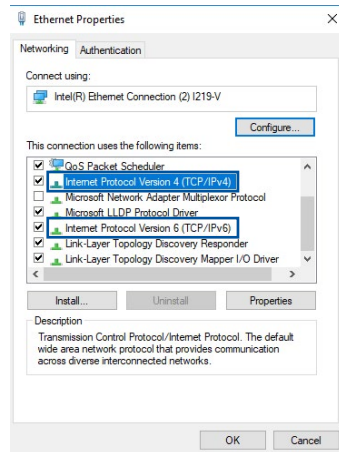 Ethernet Properties
Networking Authentication
Connect using:
Intel(R) Ethernet Connection (2) I219-V
Configure...
This connection uses the following items:
QoS Packet Scheduler
Internet Protocol Version 4 (TCP/IPv4)
Microsoft Network Adapter Multiplexor Protocol
Microsoft LLDP Protocol Driver
Internet Protocol Version 6 (TCP/IPv6)
Link-Layer Topology Discovery Responder
Link-Layer Topology Discovery Mapper I/O Driver
Install... Uninstall Properties
Description
Transmission Control Protocol/Internet Protocol. The default
wide area network protocol that provides communication
across diverse interconnected networks.
OK Cancel